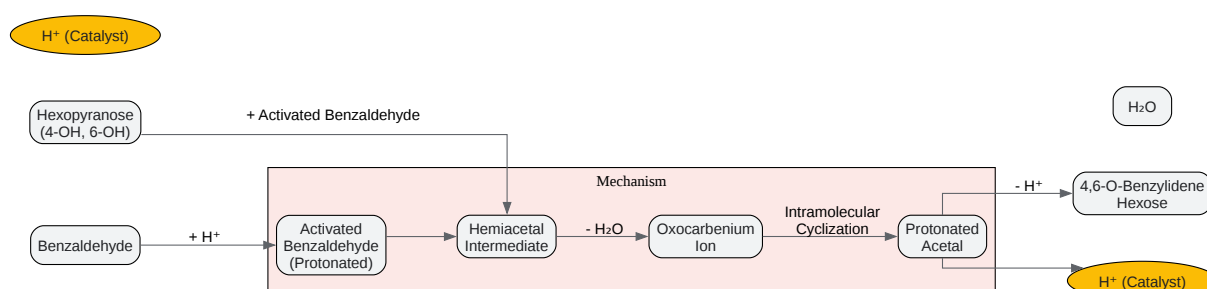 H⁺ (Catalyst)
Hexopyranose
(4-OH, 6-OH)
+ Activated Benzaldehyde
H₂O
Mechanism
- H⁺
4,6-O-Benzylidene
Hexose
Benzaldehyde
+ H⁺
Activated
Benzaldehyde
(Protonated)
Hemiacetal
Intermediate
- H₂O
Oxocarbenium
Ion
Intramolecular
Cyclization
Protonated
Acetal
H⁺ (Catalyst)